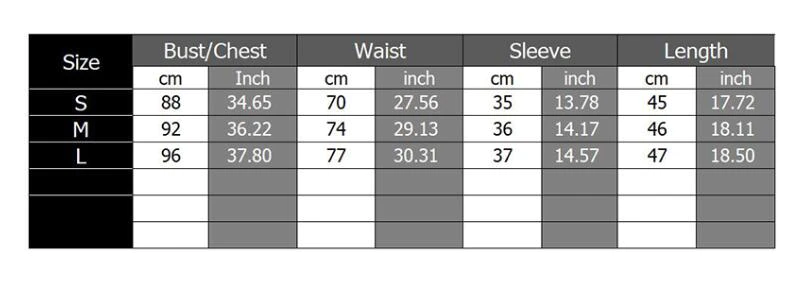 Size Bust/Chest Waist Sleeve Length
cm Inch cm inch cm inch cm inch
S 88 34.65 70 27.56 35 13.78 45 17.72
M 92 36.22 74 29.13 36 14.17 46 18.11
L 96 37.80 77 30.31 37 14.57 47 18.50